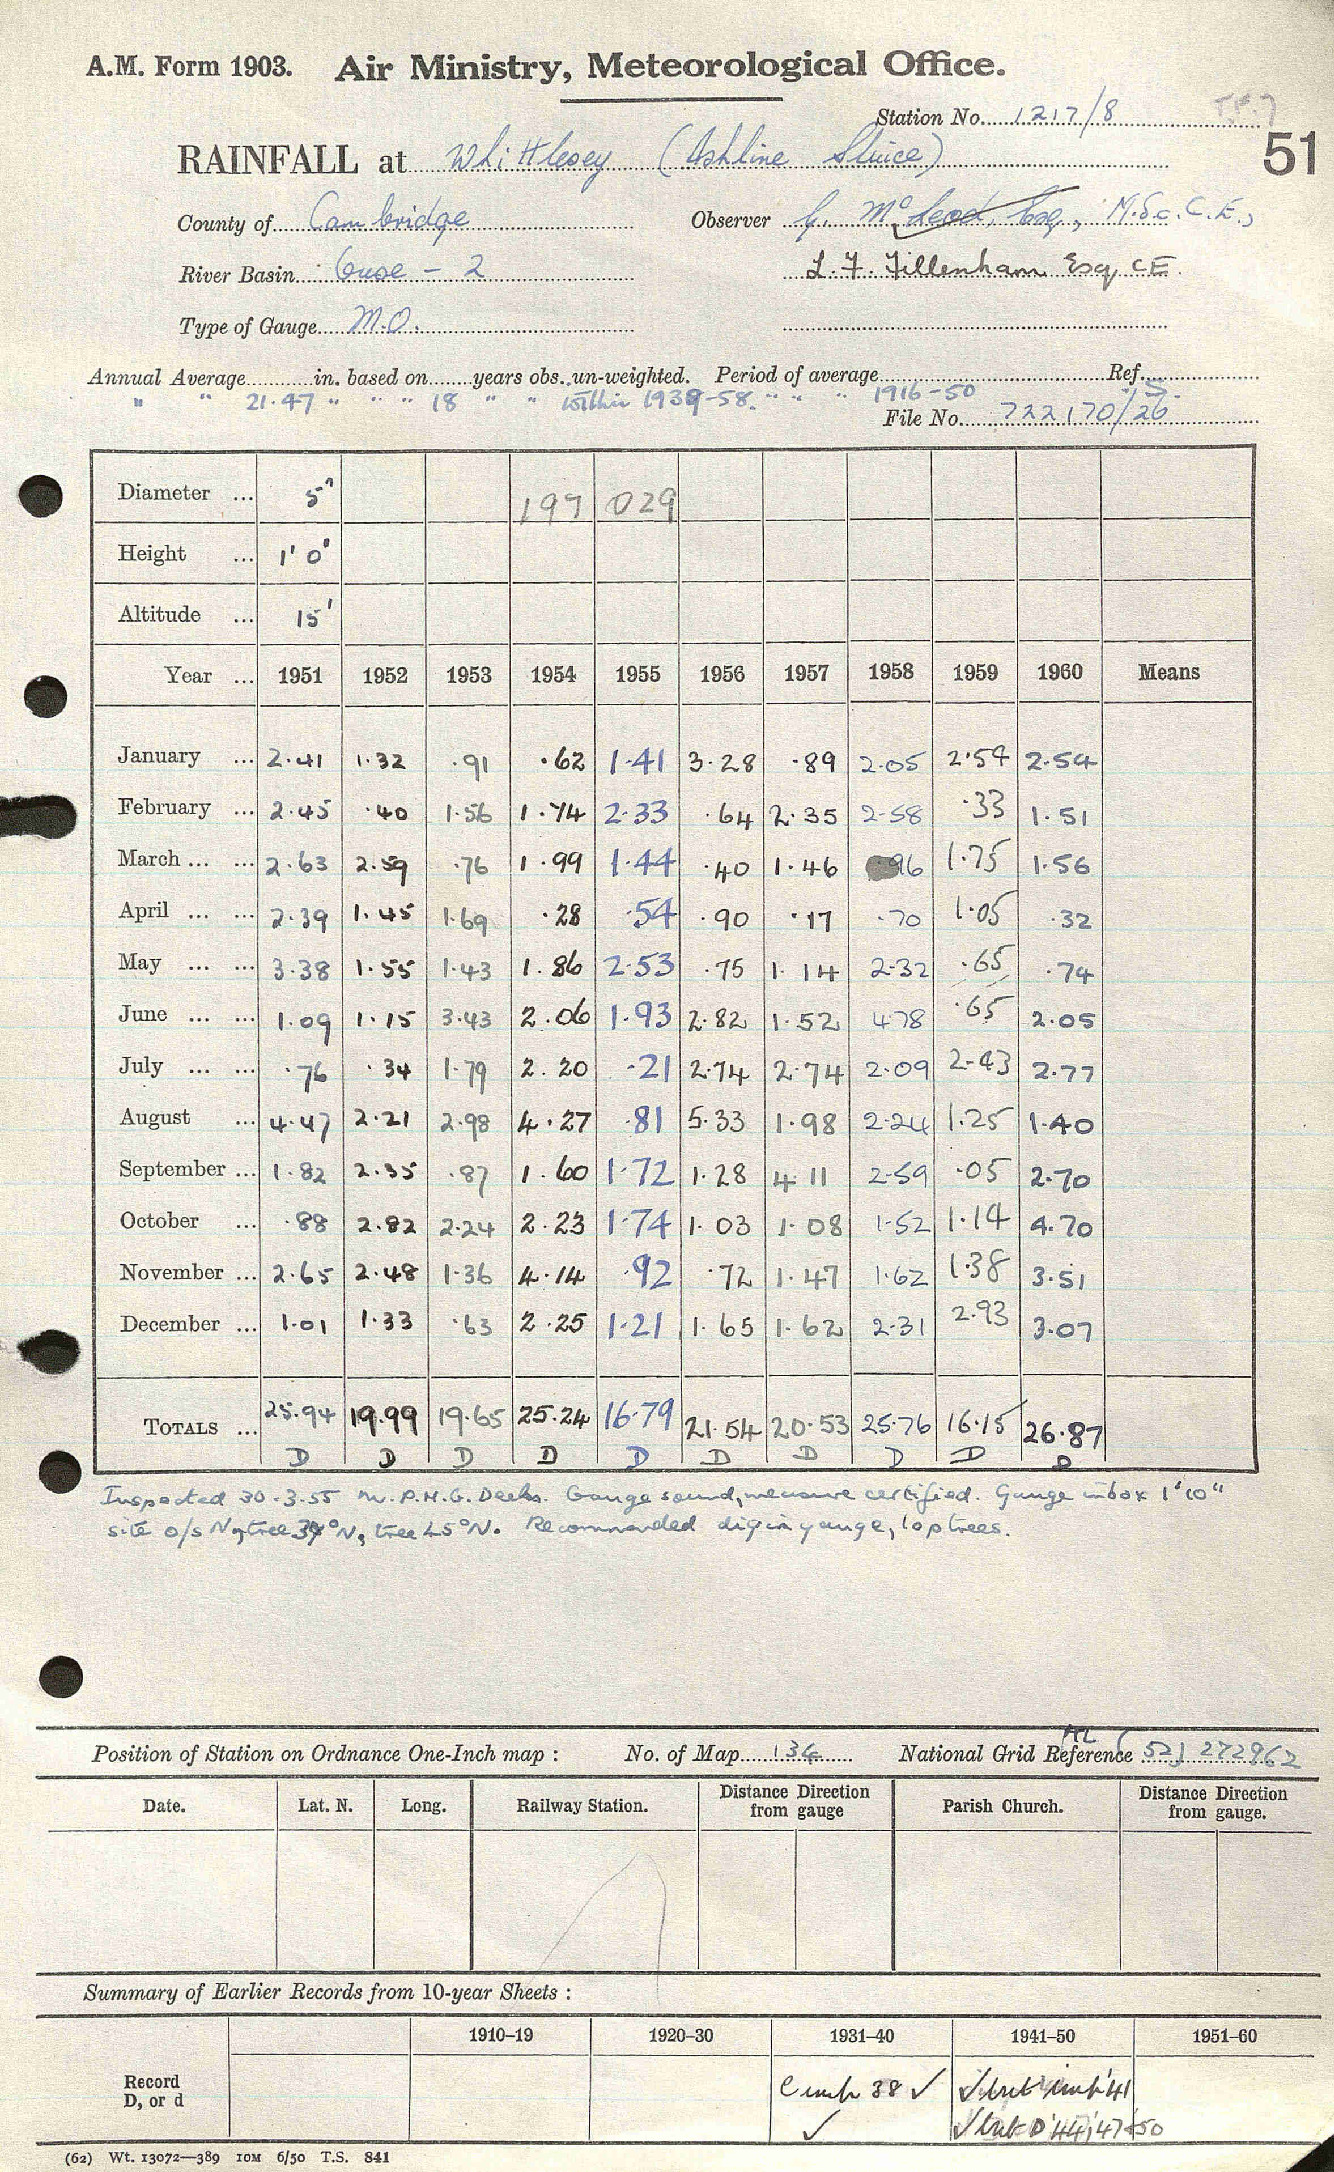 A.M. Form 1903. Air Ministry, Meteorological Office.
Station No. 1217/8
51
RAINFALL at Whittlesey (Ashline Sluice)
County of Cambridge Observer G. McLeod, Esq., M.Sc.C.E.,
River Basin Ouse - 2 L. F. Fillenham Esq, CE.
Type of Gauge M.O.
Annual Average in. based on years obs. un-weighted. Period of average Ref.
" " 21.47 " " " 18 " " within 1939-58. " " " 1916-50
File No. 722170/26
Diameter ... 5" 197 029
Height ... 1' 0"
Altitude ... 15'
Year ... 1951 1952 1953 1954 1955 1956 1957 1958 1959 1960 Means
January ... 2.41 1.32 .91 .62 1.41 3.28 .89 2.05 2.54 2.54
February ... 2.45 .40 1.56 1.74 2.33 .64 2.35 2.58 .33 1.51
March ... ... 2.63 2.59 .76 1.99 1.44 .40 1.46 .96 1.75 1.56
April ... ... 2.39 1.45 1.69 .28 .54 .90 .17 .70 1.05 .32
May ... ... 3.38 1.55 1.43 1.86 2.53 .75 1.14 2.32 .65 .74
June ... ... 1.09 1.15 3.43 2.06 1.93 2.82 1.52 4.78 .65 2.05
July ... ... .76 .34 1.79 2.20 .21 2.74 2.74 2.09 2.43 2.77
August ... 4.47 2.21 2.98 4.27 .81 5.33 1.98 2.24 1.25 1.40
September ... 1.82 2.35 .87 1.60 1.72 1.28 4.11 2.59 .05 2.70
October ... .88 2.82 2.24 2.23 1.74 1.03 1.08 1.52 1.14 4.70
November ... 2.65 2.48 1.36 4.14 .92 .72 1.47 1.62 1.38 3.51
December ... 1.01 1.33 .63 2.25 1.21 1.65 1.62 2.31 2.93 3.07
TOTALS ... 25.94 19.99 19.65 25.24 16.79 21.54 20.53 25.76 16.15 26.87
D D D D D D D D D D
Inspected 30.3.55 Mr. P.H.G. Deeks. Gauge sound, measure certified. Gauge in box 1'10"
site o/s N tree 39°N, tree 45°N. Recommended dig in gauge, lop trees.
Position of Station on Ordnance One-Inch map : No. of Map 134 National Grid Reference 52/272962
Date. Lat. N. Long. Railway Station. Distance Direction from gauge Parish Church. Distance Direction from gauge.
Summary of Earlier Records from 10-year Sheets :
1910-19 1920-30 1931-40 1941-50 1951-60
Record
D, or d
38 ✓ ✓ but '41
✓ ✓ but D '44, '47-50
(62) Wt. 13072—389 10M 6/50 T.S. 841